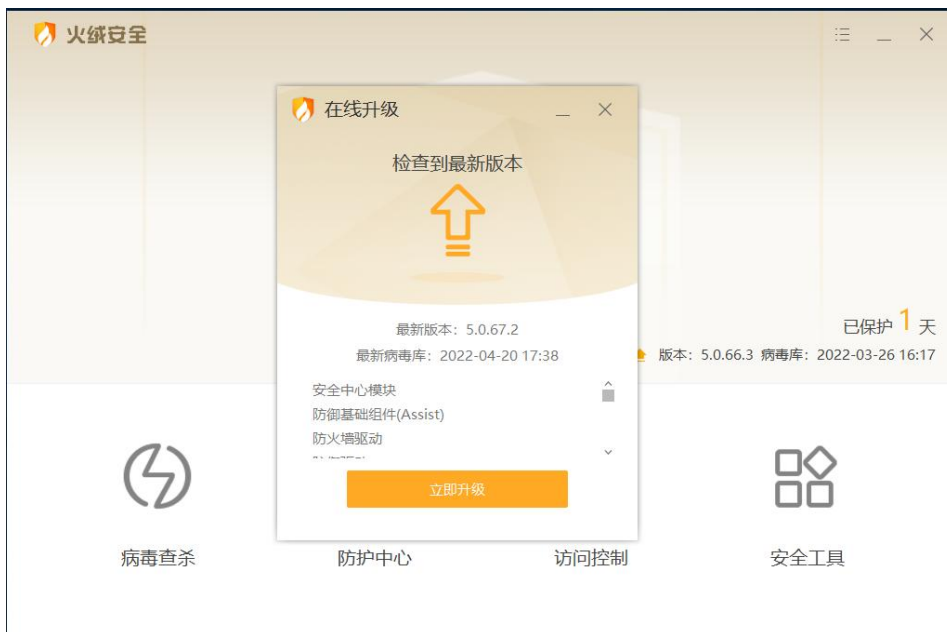 火绒安全
在线升级
检查到最新版本
最新版本：5.0.67.2
最新病毒库：2022-04-20 17:38
已保护 1 天
版本：5.0.66.3 病毒库：2022-03-26 16:17
安全中心模块
防御基础组件(Assist)
防火墙驱动
立即升级
病毒查杀
防护中心
访问控制
安全工具